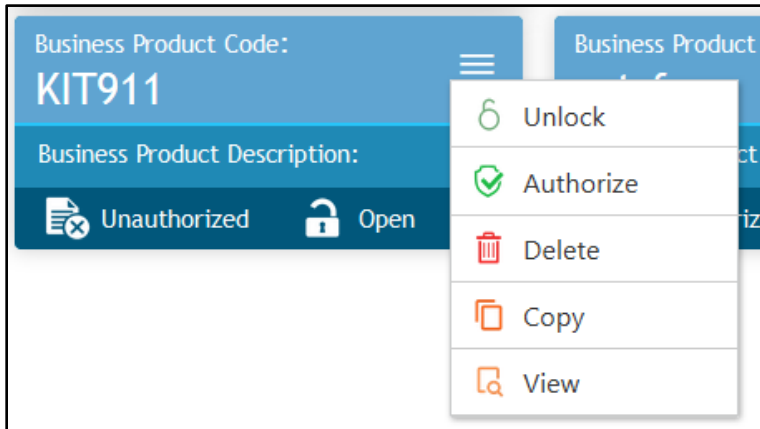 Business Product Code:
KIT911
Business Product Description:
Unauthorized
Open
Unlock
Authorize
Delete
Copy
View
Business Product